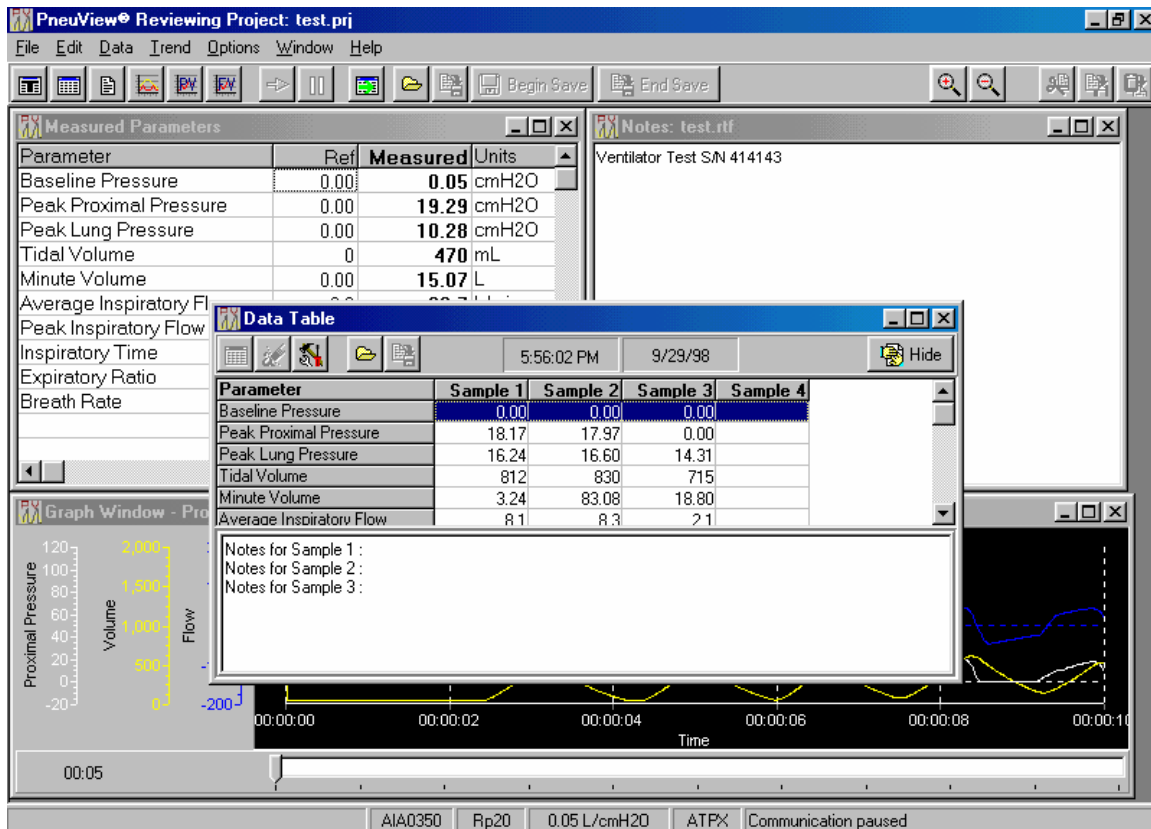 PneuView® Reviewing Project: test.prj
File Edit Data Trend Options Window Help
Begin Save End Save
Measured Parameters
Parameter Ref Measured Units
Baseline Pressure 0.00 0.05 cmH2O
Peak Proximal Pressure 0.00 19.29 cmH2O
Peak Lung Pressure 0.00 10.28 cmH2O
Tidal Volume 0 470 mL
Minute Volume 0.00 15.07 L
Average Inspiratory Fl
Peak Inspiratory Flow
Inspiratory Time
Expiratory Ratio
Breath Rate
Notes: test.rtf
Ventilator Test S/N 414143
Data Table
5:56:02 PM 9/29/98 Hide
Parameter Sample 1 Sample 2 Sample 3 Sample 4
Baseline Pressure 0.00 0.00 0.00
Peak Proximal Pressure 18.17 17.97 0.00
Peak Lung Pressure 16.24 16.60 14.31
Tidal Volume 812 830 715
Minute Volume 3.24 83.08 18.80
Average Inspiratory Flow 8.1 8.3 2.1
Notes for Sample 1 :
Notes for Sample 2 :
Notes for Sample 3 :
Graph Window - Pro
Proximal Pressure
120
100
80
60
40
20
0
-20
Volume
2,000
1,500
1,000
500
0
Flow
-200
00:00:00 00:00:02 00:00:04 00:00:06 00:00:08 00:00:10
Time
00:05
AIA0350 Rp20 0.05 L/cmH2O ATPX Communication paused